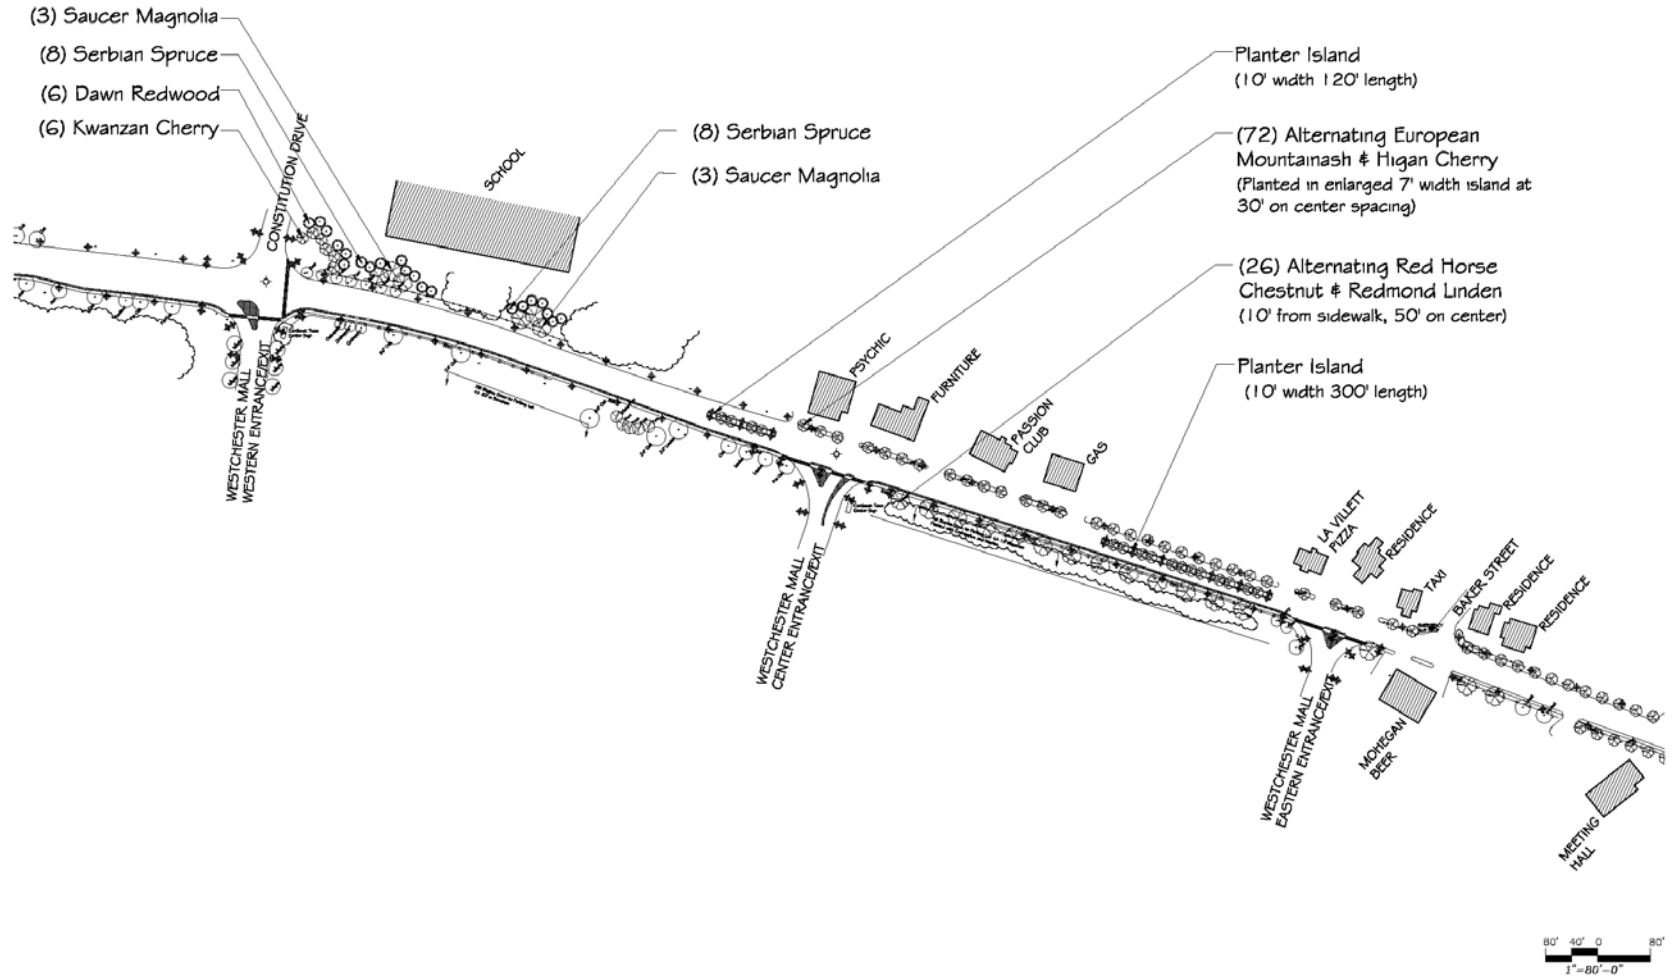 (3) Saucer Magnolia
(8) Serbian Spruce
(6) Dawn Redwood
(6) Kwanzan Cherry
CONSTITUTION DRIVE
SCHOOL
(8) Serbian Spruce
(3) Saucer Magnolia
Planter Island
(10' width 120' length)
(72) Alternating European
Mountainash & Higan Cherry
(Planted in enlarged 7' width island at
30' on center spacing)
(26) Alternating Red Horse
Chestnut & Redmond Linden
(10' from sidewalk, 50' on center)
Planter Island
(10' width 300' length)
PSYCHIC
FURNITURE
PASSION
CLUB
GAS
LA VILLETT
PIZZA
RESIDENCE
TAXI
BAKER STREET
RESIDENCE
RESIDENCE
WESTCHESTER MALL
WESTERN ENTRANCE/EXIT
WESTCHESTER MALL
CENTER ENTRANCE/EXIT
WESTCHESTER MALL
EASTERN ENTRANCE/EXIT
MOHEGAN
BEER
MEETING
HALL
80' 40' 0 80'
1"=80'-0"